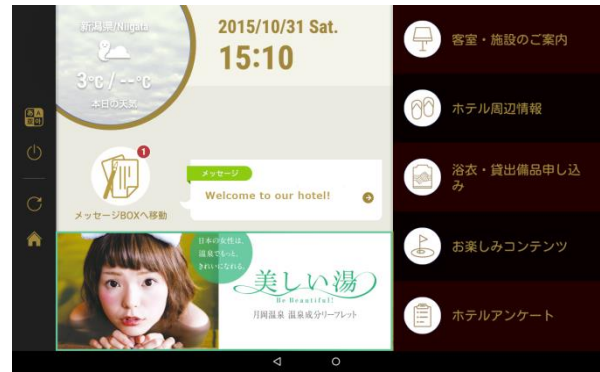 新潟県/Niigata
3℃ / --℃
本日の天気
2015/10/31 Sat.
15:10
あ A
1
メッセージBOXへ移動
メッセージ
Welcome to our hotel!
日本の女性は、
温泉でもっと、
きれいになれる。
美しい湯
Be Beautiful!
月岡温泉 温泉成分リーフレット
客室・施設のご案内
ホテル周辺情報
浴衣・貸出備品申し込
み
お楽しみコンテンツ
ホテルアンケート